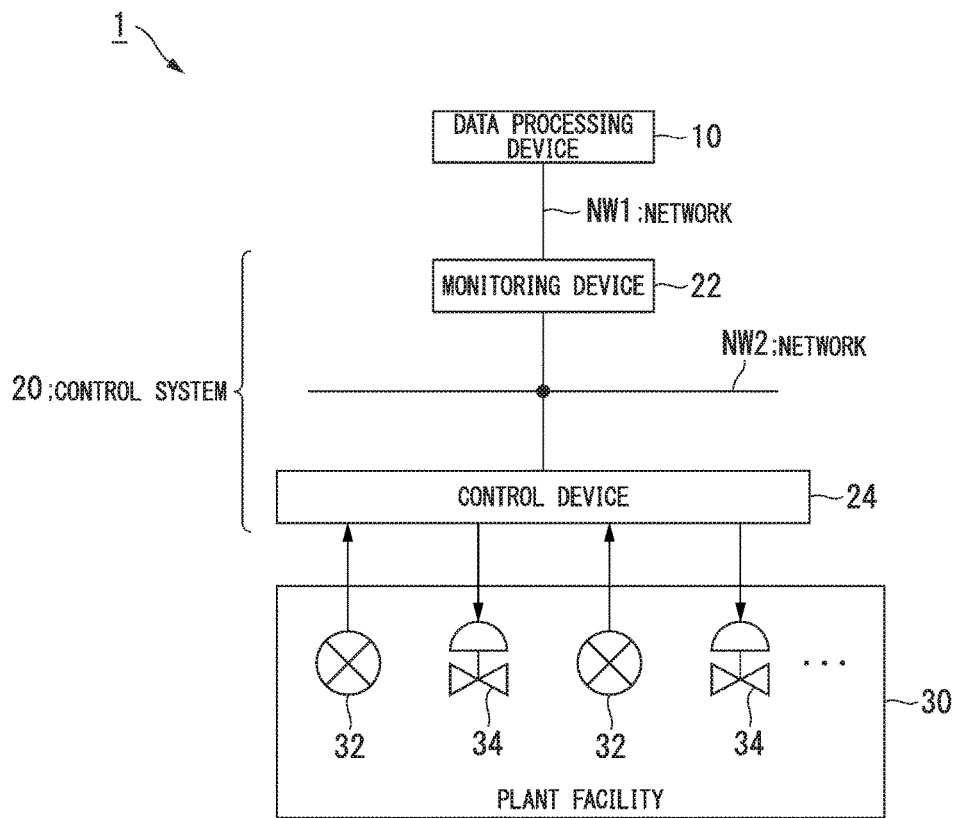 1
DATA PROCESSING
DEVICE
10
NW1;NETWORK
MONITORING DEVICE
22
NW2;NETWORK
20;CONTROL SYSTEM
CONTROL DEVICE
24
...
32
34
32
34
30
PLANT FACILITY